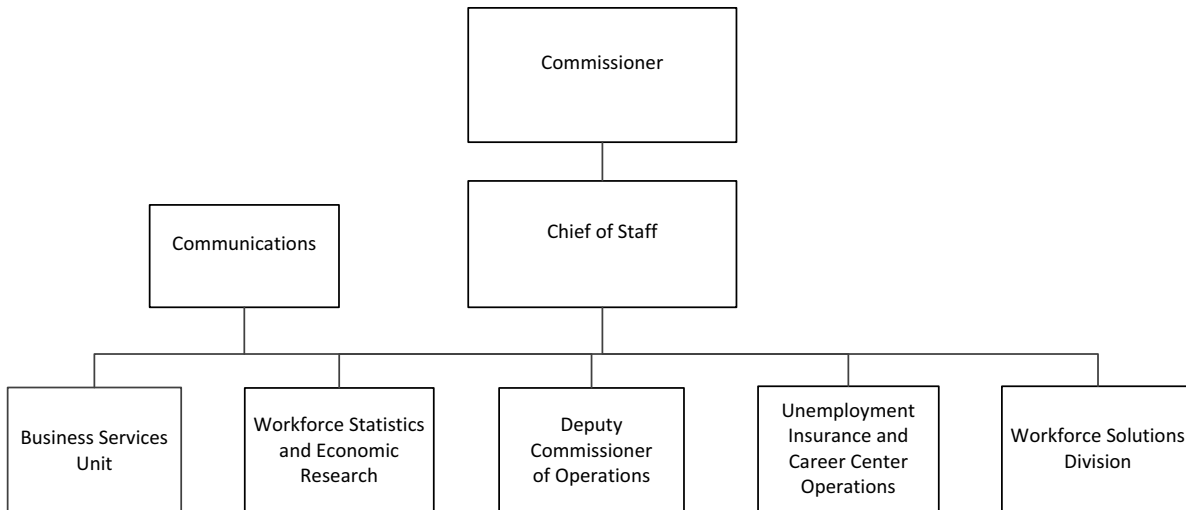 Commissioner
Chief of Staff
Communications
Business Services
Unit
Workforce Statistics
and Economic
Research
Deputy
Commissioner
of Operations
Unemployment
Insurance and
Career Center
Operations
Workforce Solutions
Division